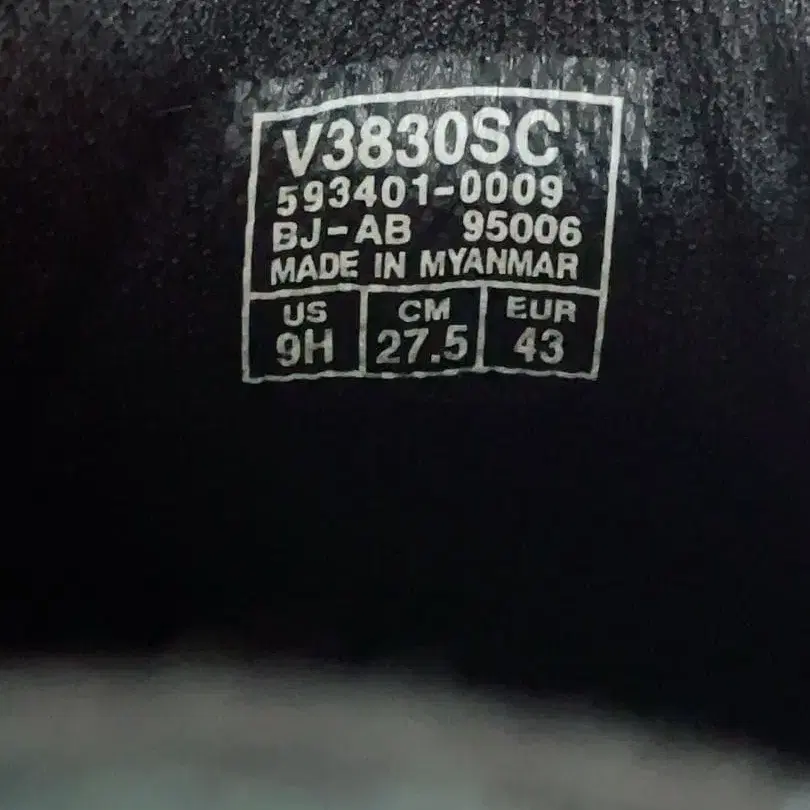 V3830SC
593401-0009
BJ-AB 95006
MADE IN MYANMAR
US CM EUR
9H 27.5 43